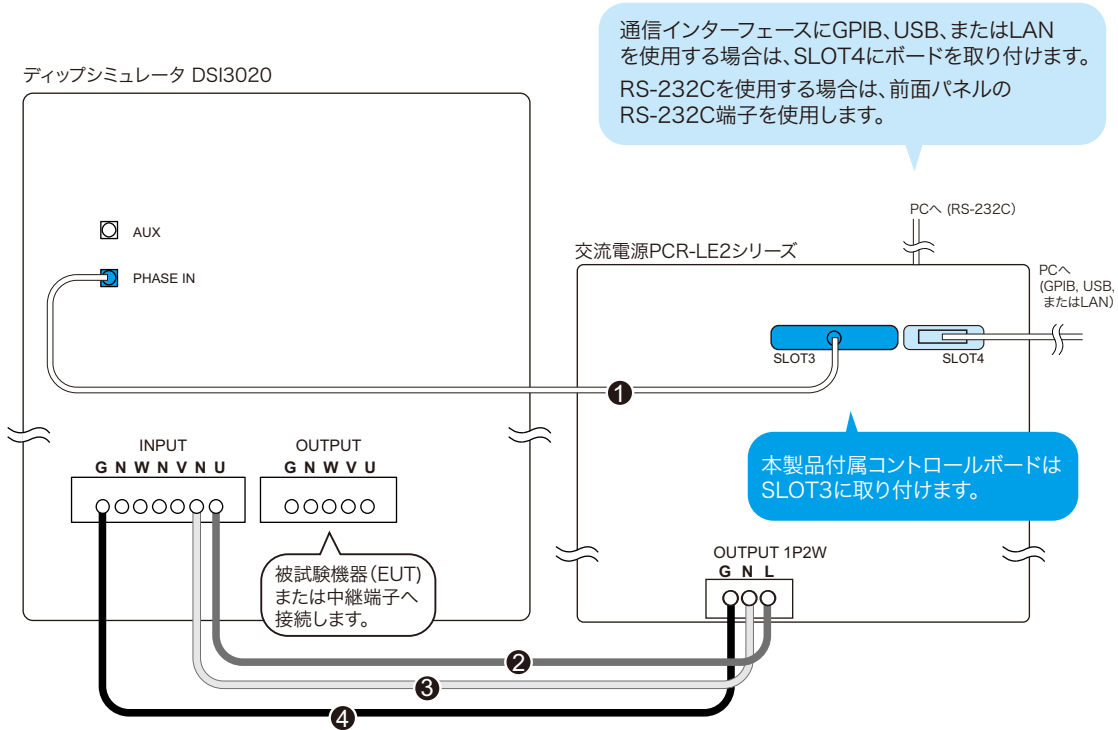 通信インターフェースにGPIB、USB、またはLAN
を使用する場合は、SLOT4にボードを取り付けます。
RS-232Cを使用する場合は、前面パネルの
RS-232C端子を使用します。
ディップシミュレータ DSI3020
AUX
PHASE IN
PCへ (RS-232C)
交流電源PCR-LE2シリーズ
PCへ
(GPIB, USB,
またはLAN)
SLOT3
SLOT4
❶
INPUT
G N W N V N U
OUTPUT
G N W V U
本製品付属コントロールボードは
SLOT3に取り付けます。
被試験機器(EUT)
または中継端子へ
接続します。
OUTPUT 1P2W
G N L
❷
❸
❹